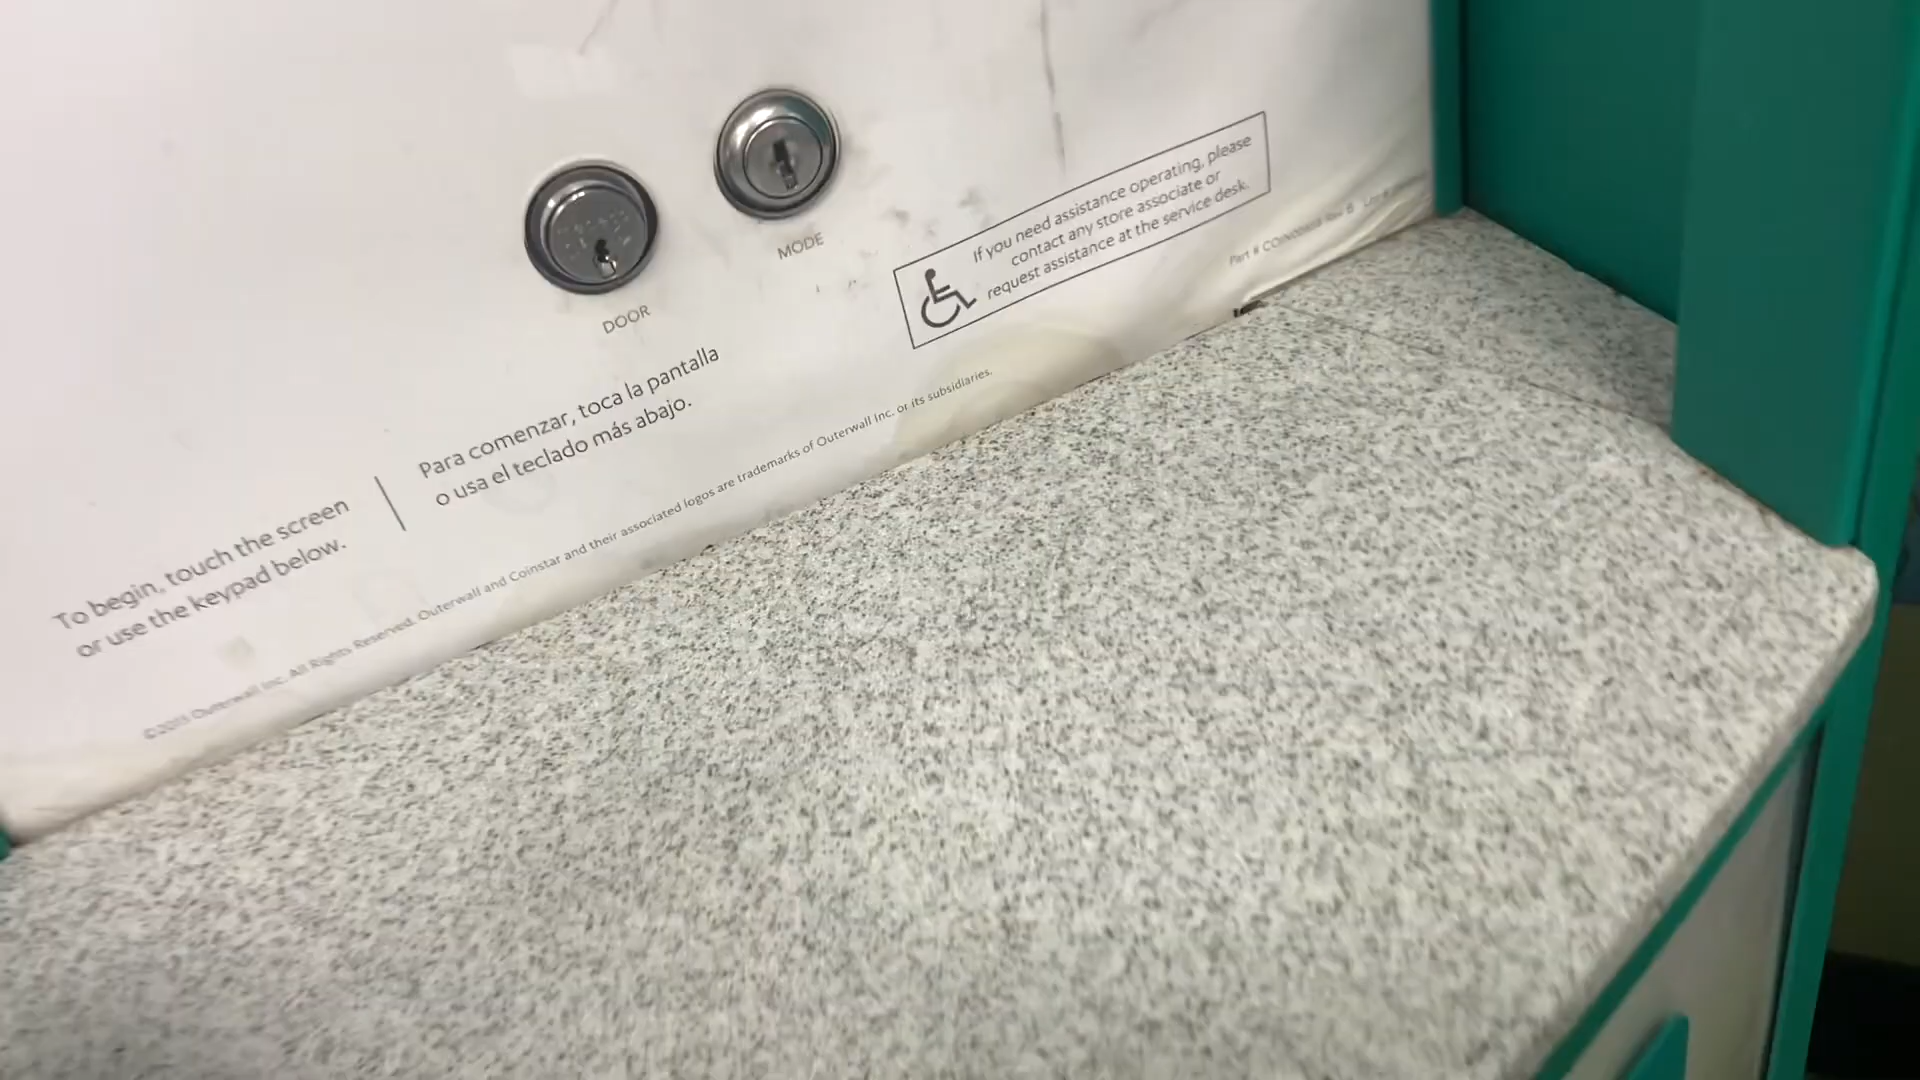 DOOR
MODE
If you need assistance operating, please
contact any store associate or
request assistance at the service desk.
To begin, touch the screen
or use the keypad below.
Para comenzar, toca la pantalla
o usa el teclado más abajo.
Outerwall Inc. All Rights Reserved. Outerwall and Coinstar and their associated logos are trademarks of Outerwall Inc. or its subsidiaries.
Part #